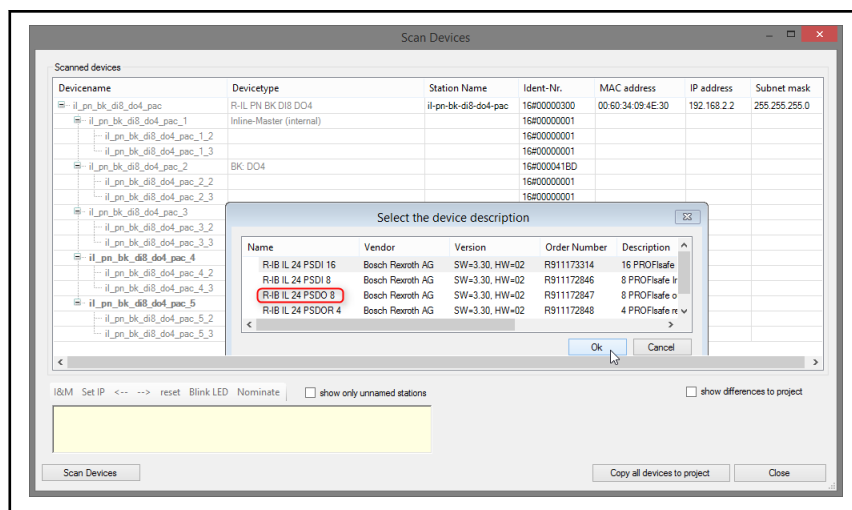 Scan Devices
Scanned devices
Devicename Devicetype Station Name Ident-Nr. MAC address IP address Subnet mask
il_pn_bk_di8_do4_pac R-IL PN BK DI8 DO4 il-pn-bk-di8-do4-pac 16#00000300 00:60:34:09:4E:30 192.168.2.2 255.255.255.0
il_pn_bk_di8_do4_pac_1 Inline-Master (internal) 16#00000001
il_pn_bk_di8_do4_pac_1_2 16#00000001
il_pn_bk_di8_do4_pac_1_3 16#00000001
il_pn_bk_di8_do4_pac_2 BK: DO4 16#000041BD
il_pn_bk_di8_do4_pac_2_2 16#00000001
il_pn_bk_di8_do4_pac_2_3 16#00000001
il_pn_bk_di8_do4_pac_3
il_pn_bk_di8_do4_pac_3_2
il_pn_bk_di8_do4_pac_3_3
il_pn_bk_di8_do4_pac_4
il_pn_bk_di8_do4_pac_4_2
il_pn_bk_di8_do4_pac_4_3
il_pn_bk_di8_do4_pac_5
il_pn_bk_di8_do4_pac_5_2
il_pn_bk_di8_do4_pac_5_3
Select the device description
Name Vendor Version Order Number Description
R-IB IL 24 PSDI 16 Bosch Rexroth AG SW=3.30, HW=02 R911173314 16 PROFIsafe
R-IB IL 24 PSDI 8 Bosch Rexroth AG SW=3.30, HW=02 R911172846 8 PROFIsafe Ir
R-IB IL 24 PSDO 8 Bosch Rexroth AG SW=3.30, HW=02 R911172847 8 PROFIsafe o
R-IB IL 24 PSDOR 4 Bosch Rexroth AG SW=3.30, HW=02 R911172848 4 PROFIsafe re
Ok Cancel
I&M Set IP <-- --> reset Blink LED Nominate show only unnamed stations show differences to project
Scan Devices Copy all devices to project Close